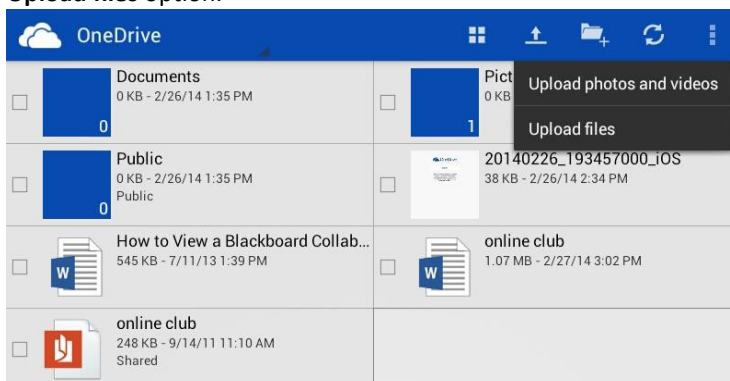 Upload files option.
OneDrive
Upload photos and videos
Upload files
Documents
0 KB - 2/26/14 1:35 PM
0
Pict
0 KB
1
Public
0 KB - 2/26/14 1:35 PM
Public
0
20140226_193457000_iOS
38 KB - 2/26/14 2:34 PM
How to View a Blackboard Collab...
545 KB - 7/11/13 1:39 PM
W
online club
1.07 MB - 2/27/14 3:02 PM
W
online club
248 KB - 9/14/11 11:10 AM
Shared